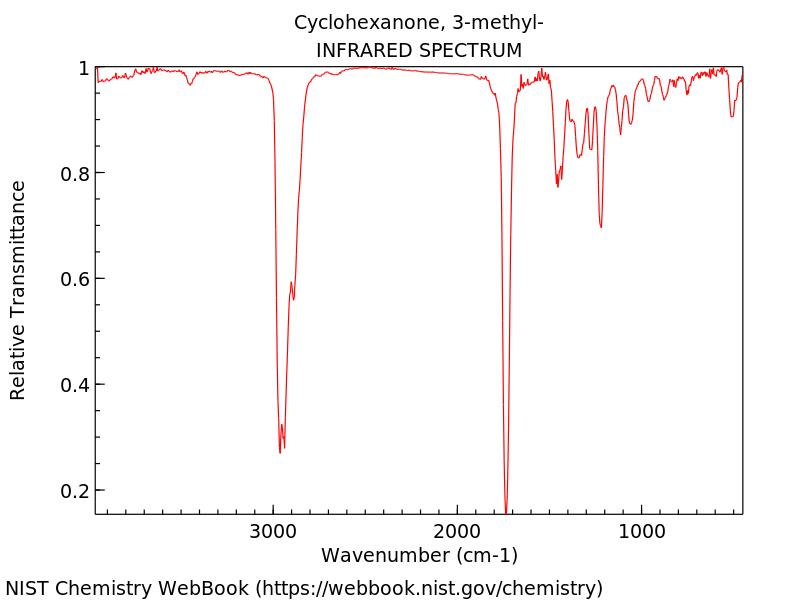 Cyclohexanone, 3-methyl-
INFRARED SPECTRUM
1
0.8
0.6
0.4
0.2
Relative Transmittance
3000 2000 1000
Wavenumber (cm-1)
NIST Chemistry WebBook (https://webbook.nist.gov/chemistry)